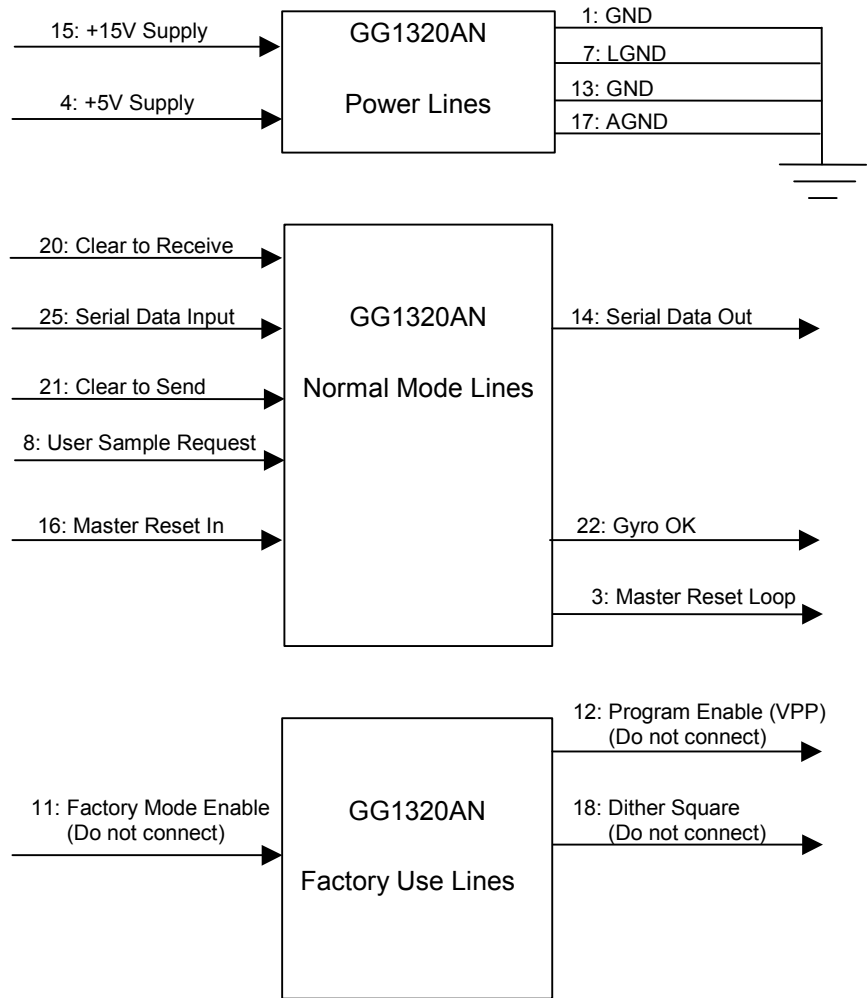 15: +15V Supply
4: +5V Supply
GG1320AN
Power Lines
1: GND
7: LGND
13: GND
17: AGND
20: Clear to Receive
25: Serial Data Input
21: Clear to Send
8: User Sample Request
16: Master Reset In
GG1320AN
Normal Mode Lines
14: Serial Data Out
22: Gyro OK
3: Master Reset Loop
11: Factory Mode Enable
(Do not connect)
GG1320AN
Factory Use Lines
12: Program Enable (VPP)
(Do not connect)
18: Dither Square
(Do not connect)